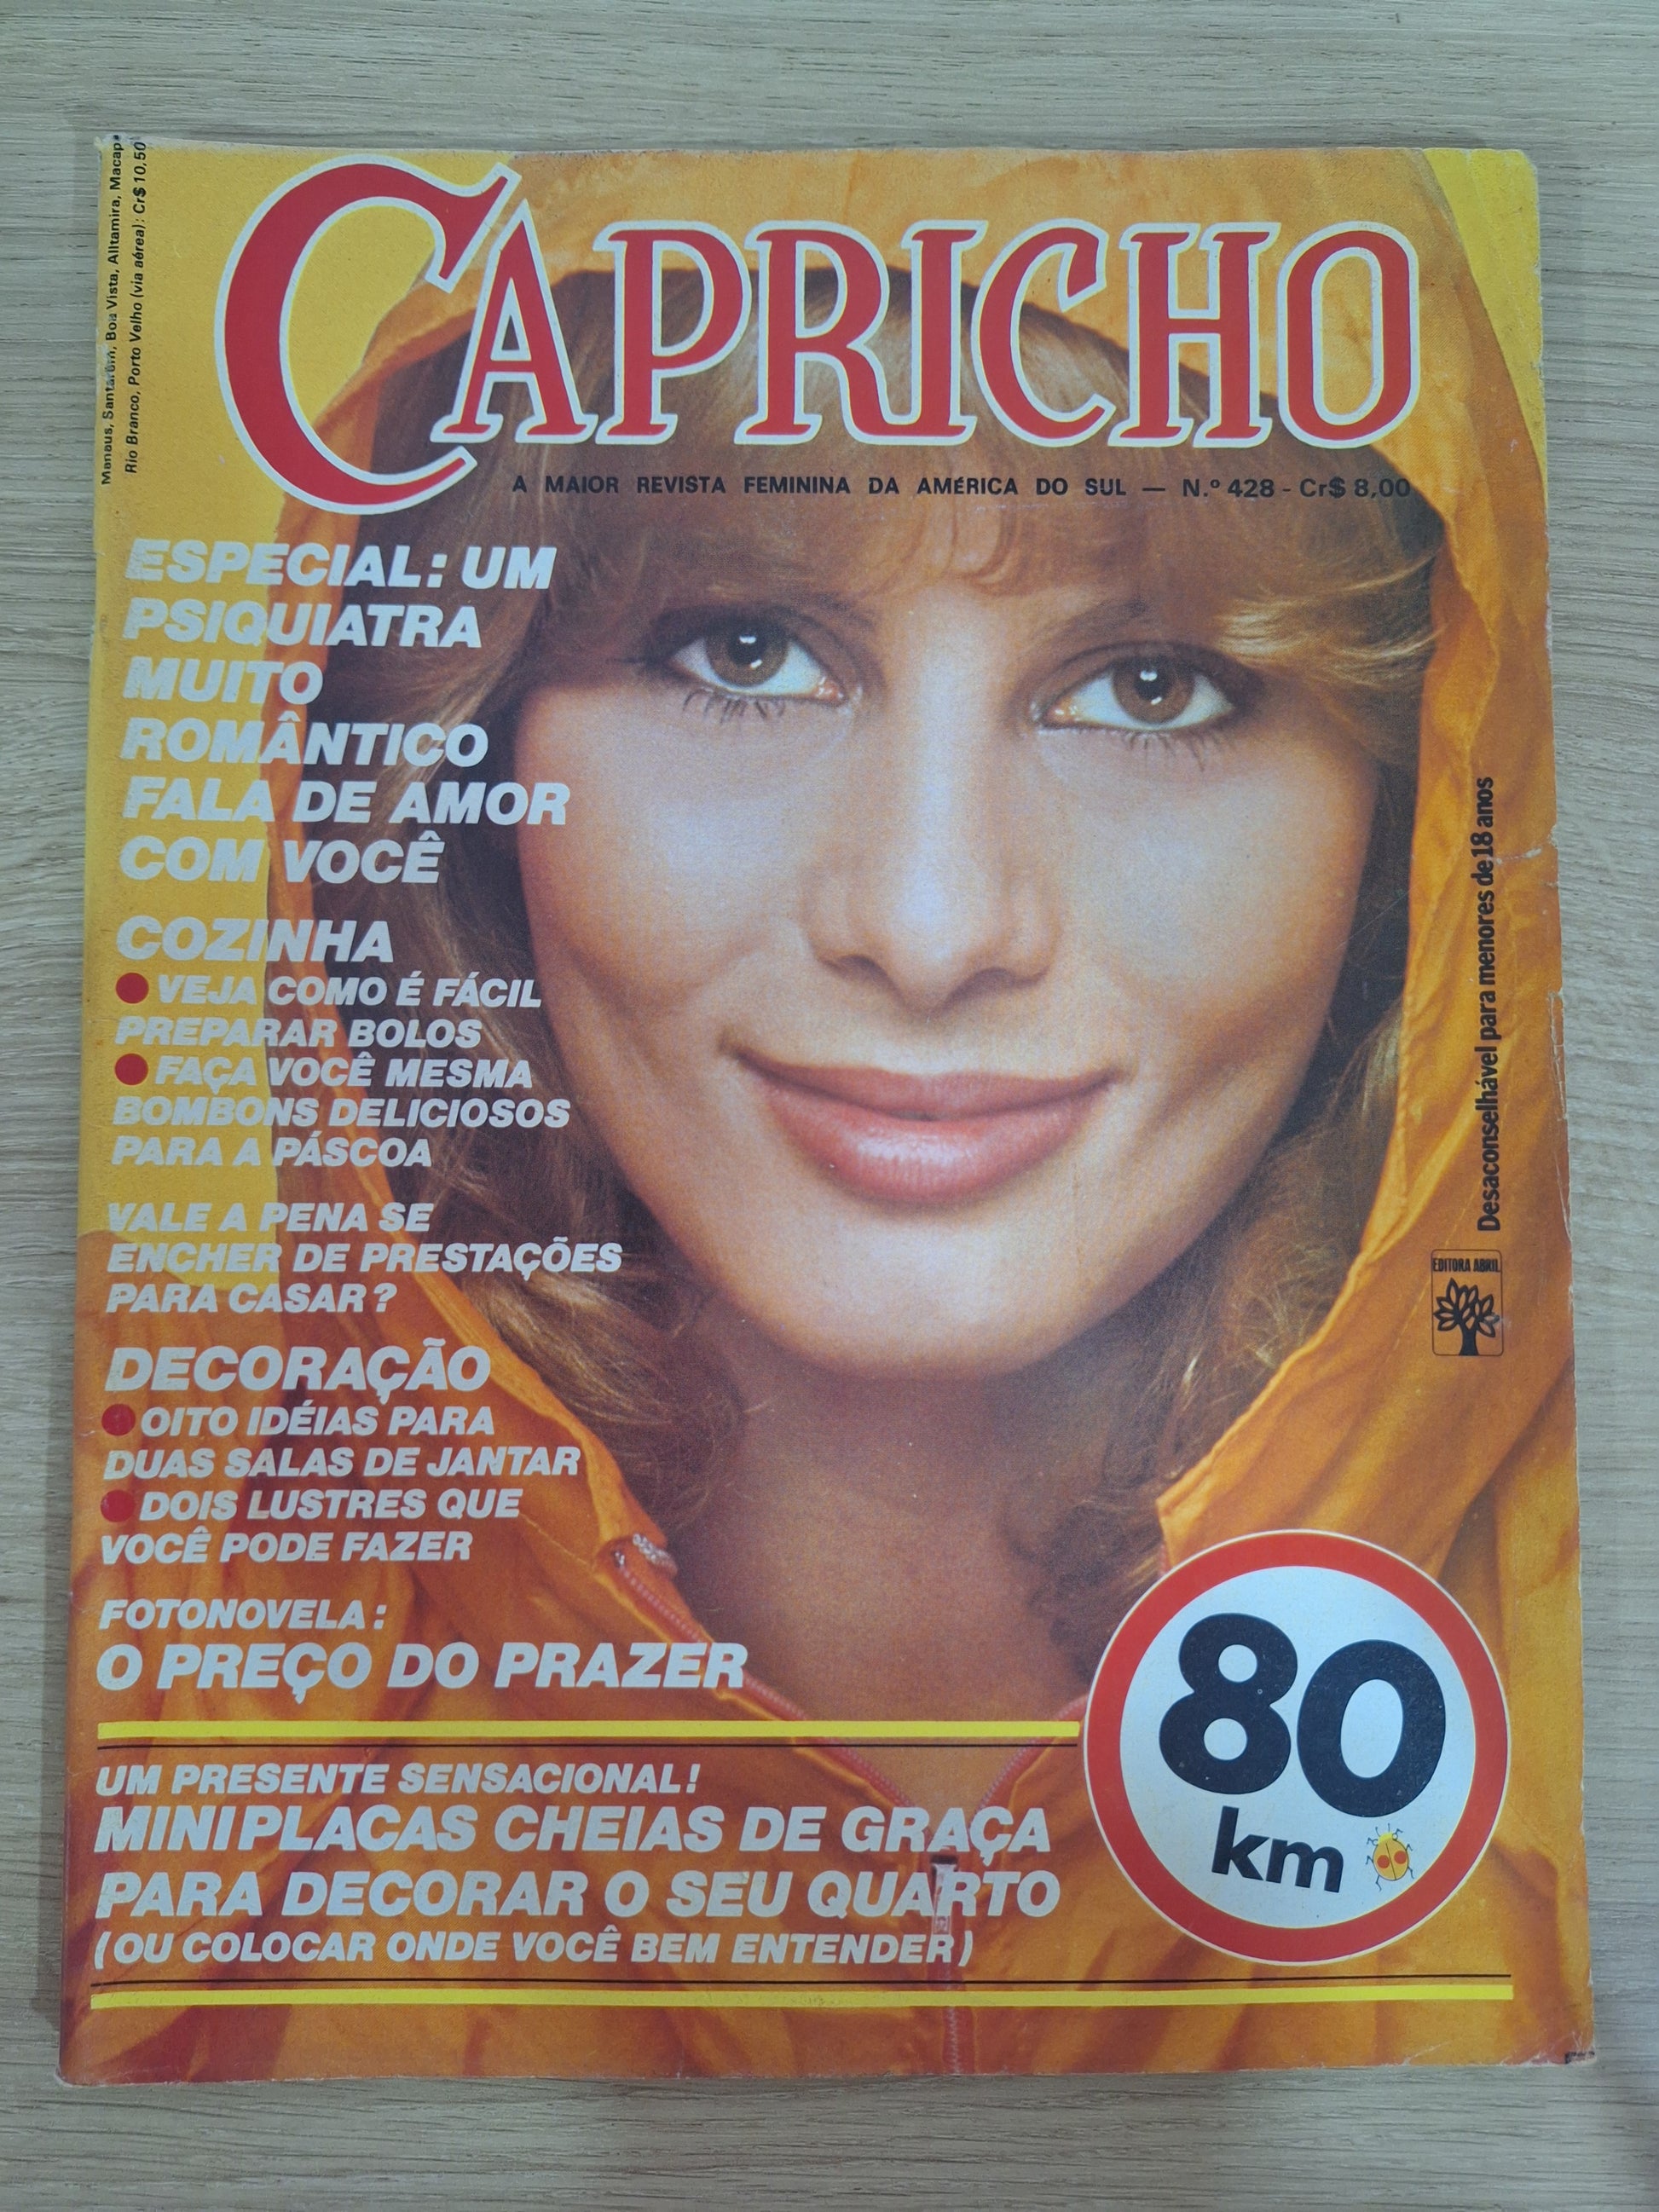 Manaus, Santarém, Boa Vista, Altamira, Macap
Rio Branco, Porto Velho (via aérea): Cr$ 10,50
CAPRICHO
A MAIOR REVISTA FEMININA DA AMÉRICA DO SUL — N.º 428 - Cr$ 8,00
ESPECIAL: UM
PSIQUIATRA
MUITO
ROMÂNTICO
FALA DE AMOR
COM VOCÊ
COZINHA
● VEJA COMO É FÁCIL
PREPARAR BOLOS
● FAÇA VOCÊ MESMA
BOMBONS DELICIOSOS
PARA A PÁSCOA
VALE A PENA SE
ENCHER DE PRESTAÇÕES
PARA CASAR?
DECORAÇÃO
● OITO IDÉIAS PARA
DUAS SALAS DE JANTAR
● DOIS LUSTRES QUE
VOCÊ PODE FAZER
FOTONOVELA:
O PREÇO DO PRAZER
UM PRESENTE SENSACIONAL!
MINIPLACAS CHEIAS DE GRAÇA
PARA DECORAR O SEU QUARTO
(OU COLOCAR ONDE VOCÊ BEM ENTENDER)
Desaconselhável para menores de 18 anos
EDITORA ABRIL
80
km